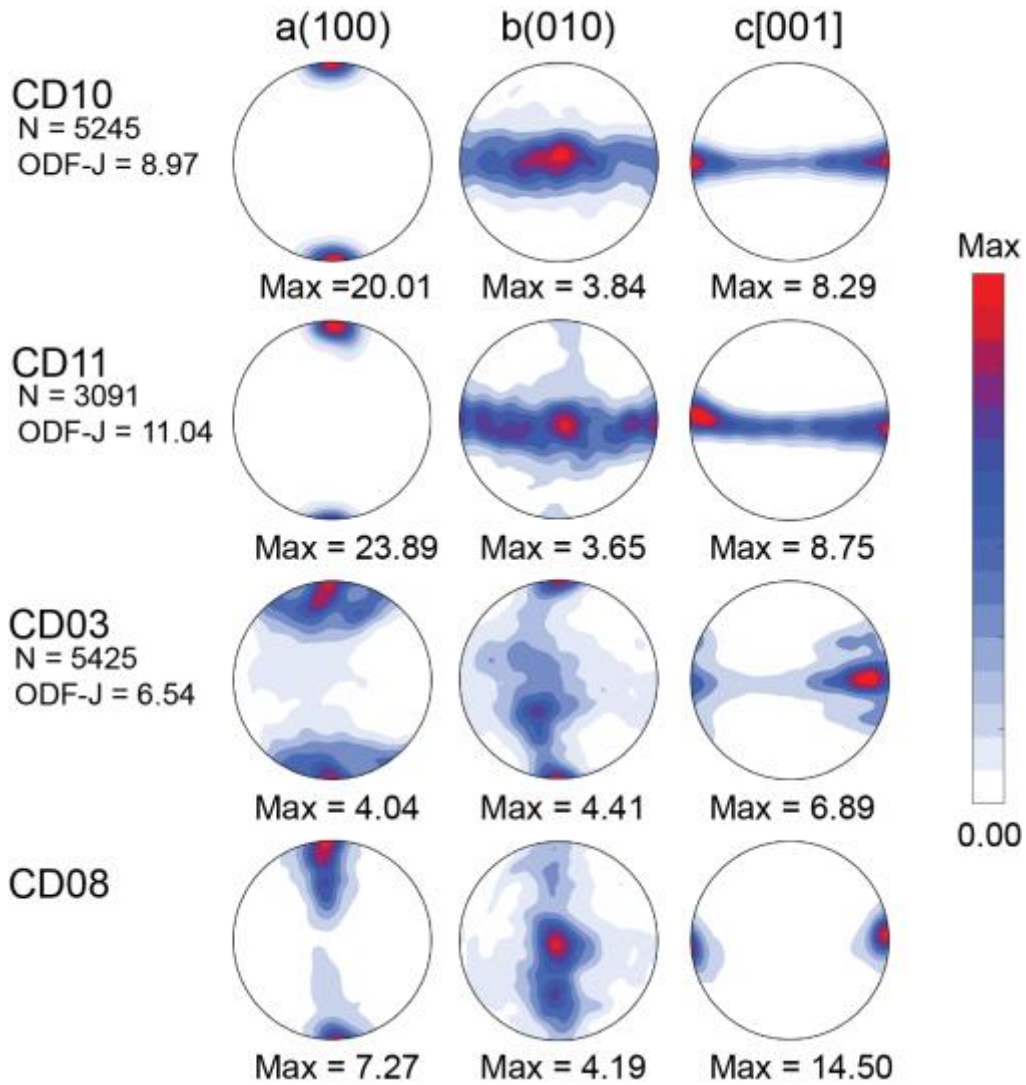 a(100) b(010) c[001]
CD10
N = 5245
ODF-J = 8.97
Max =20.01 Max = 3.84 Max = 8.29
CD11
N = 3091
ODF-J = 11.04
Max = 23.89 Max = 3.65 Max = 8.75
CD03
N = 5425
ODF-J = 6.54
Max = 4.04 Max = 4.41 Max = 6.89
CD08
Max = 7.27 Max = 4.19 Max = 14.50
Max
0.00